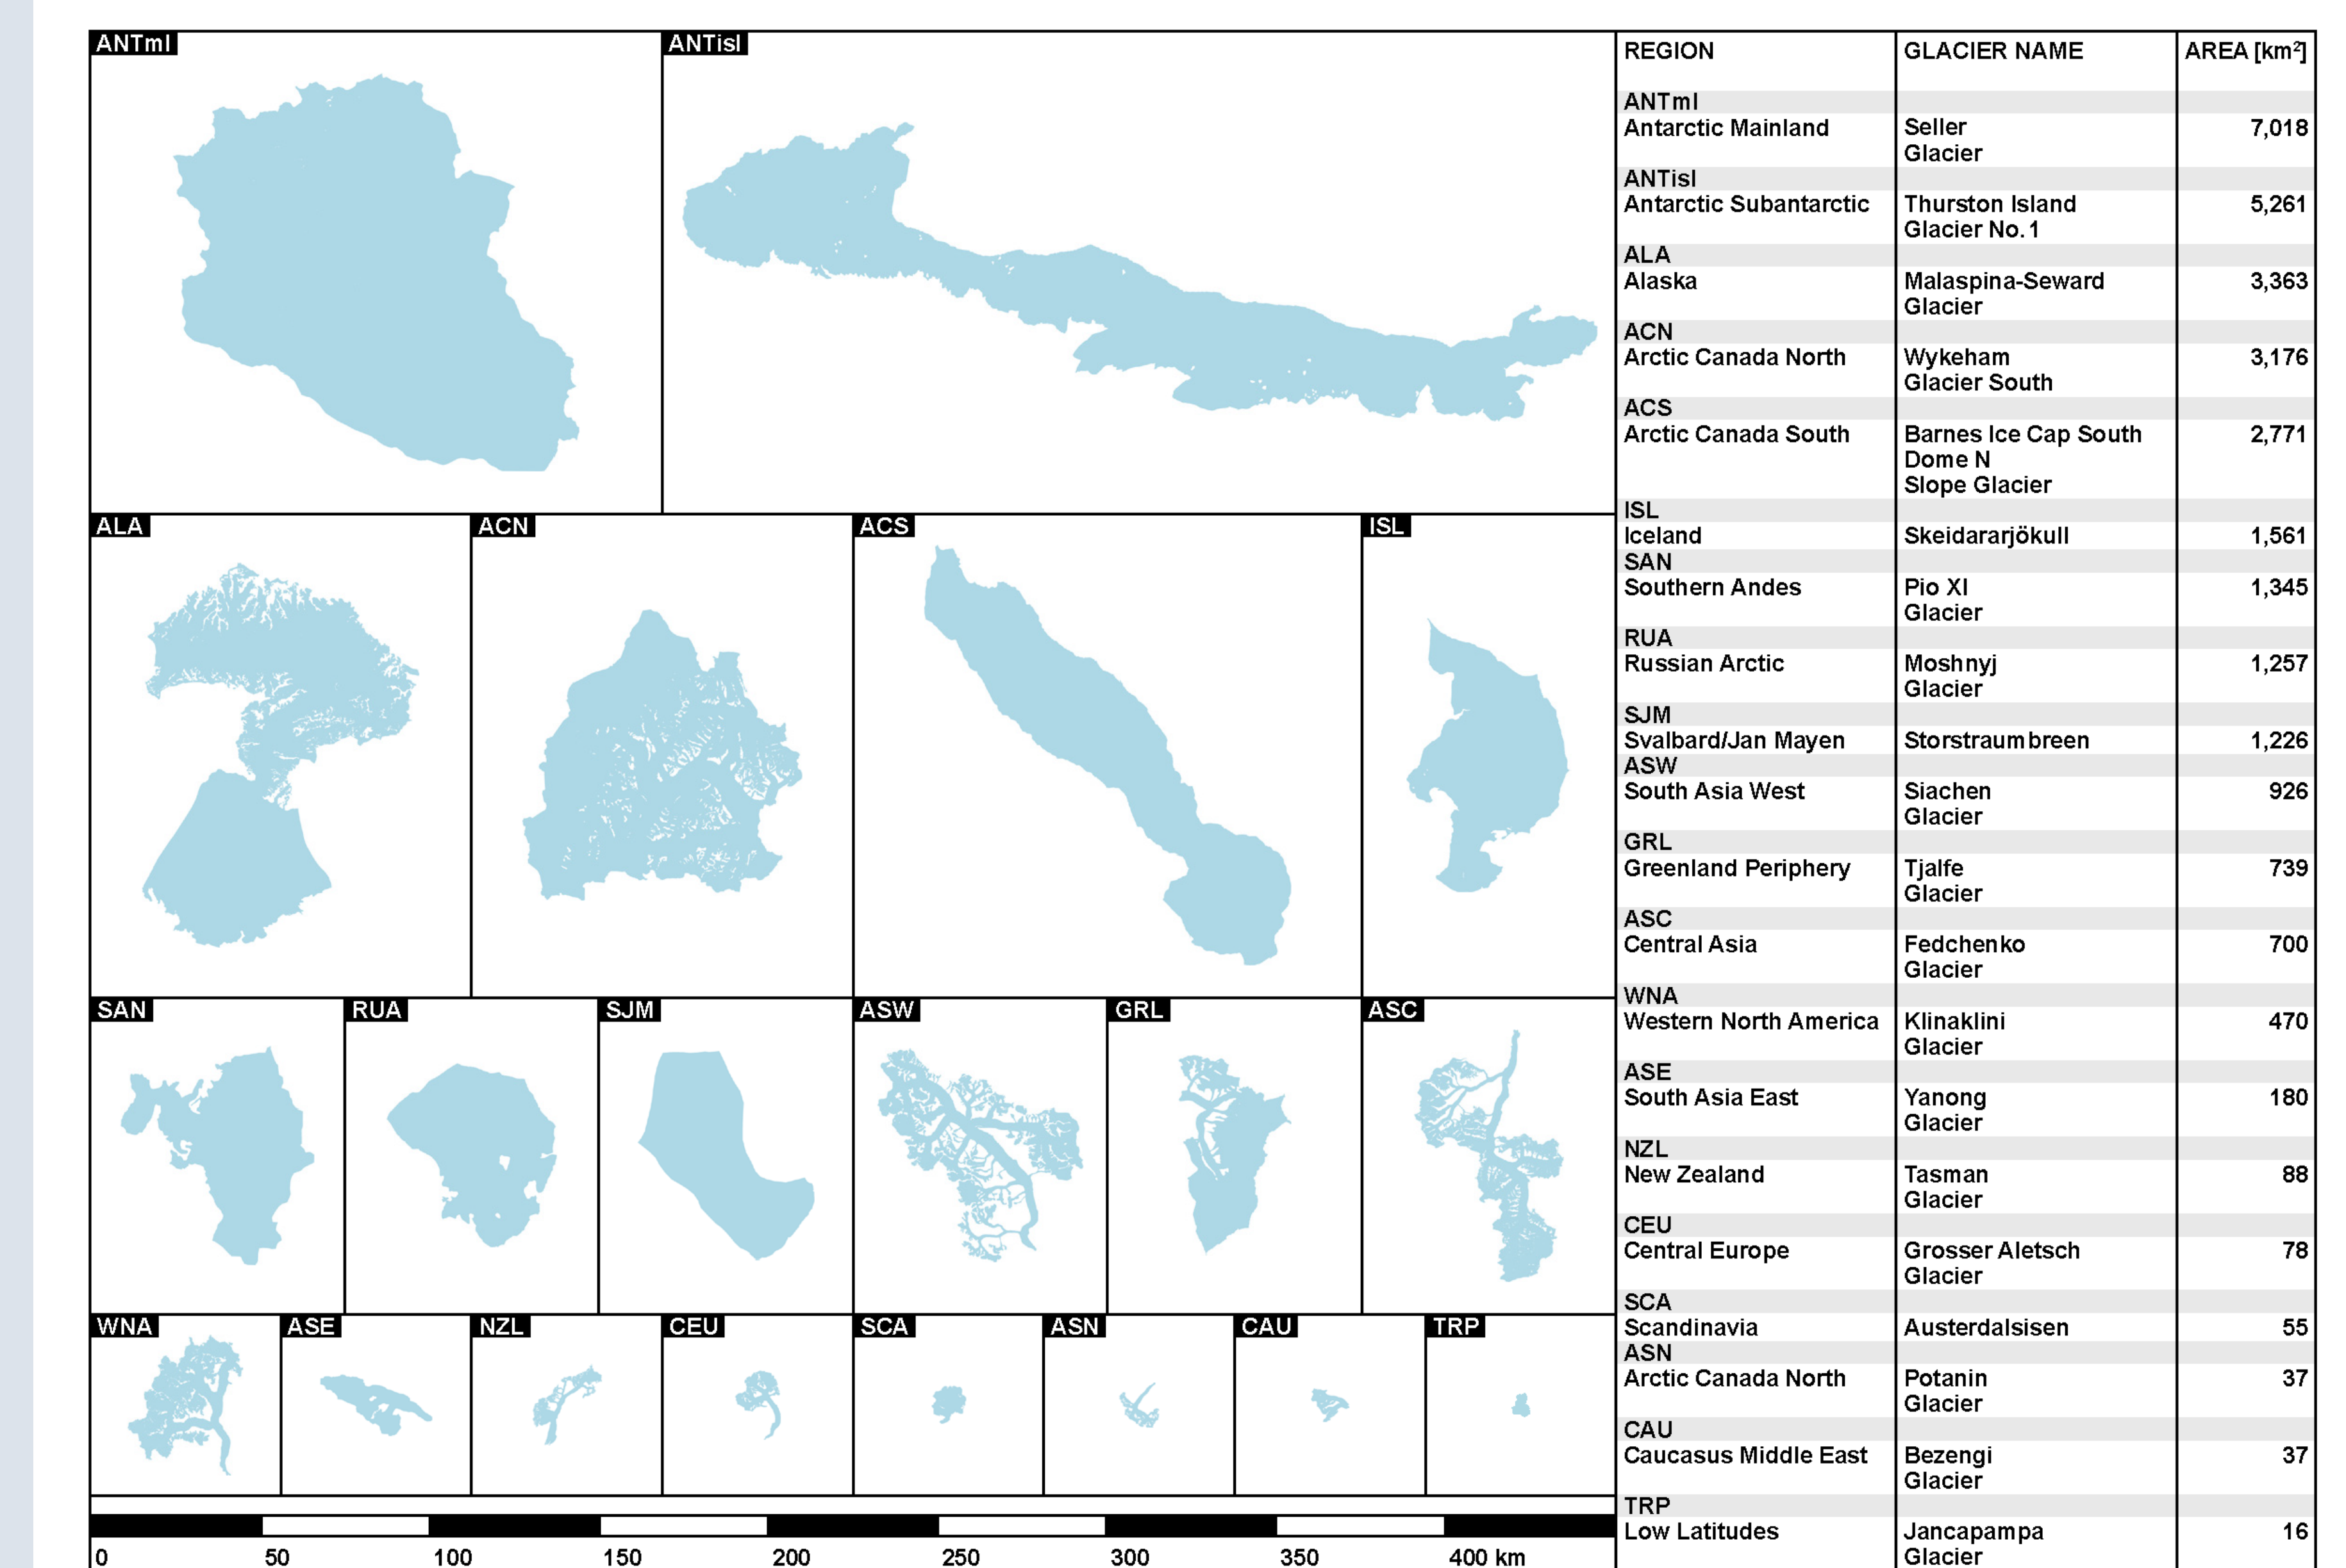 ANTml
ANTisl
ALA
ACN
ACS
ISL
SAN
RUA
SJM
ASW
GRL
ASC
WNA
ASE
NZL
CEU
SCA
ASN
CAU
TRP
0 50 100 150 200 250 300 350 400 km
REGION GLACIER NAME AREA [km²]
ANTml
Antarctic Mainland Seller 7,018
Glacier
ANTisl
Antarctic Subantarctic Thurston Island 5,261
Glacier No.1
ALA
Alaska Malaspina-Seward 3,363
Glacier
ACN
Arctic Canada North Wykeham 3,176
Glacier South
ACS
Arctic Canada South Barnes Ice Cap South 2,771
Dome N
Slope Glacier
ISL
Iceland Skeidararjökull 1,561
SAN
Southern Andes Pio XI 1,345
Glacier
RUA
Russian Arctic Moshnyj 1,257
Glacier
SJM
Svalbard/Jan Mayen Storstraumbreen 1,226
ASW
South Asia West Siachen 926
Glacier
GRL
Greenland Periphery Tjalfe 739
Glacier
ASC
Central Asia Fedchenko 700
Glacier
WNA
Western North America Klinaklini 470
Glacier
ASE
South Asia East Yanong 180
Glacier
NZL
New Zealand Tasman 88
Glacier
CEU
Central Europe Grosser Aletsch 78
Glacier
SCA
Scandinavia Austerdalsisen 55
ASN
Arctic Canada North Potanin 37
Glacier
CAU
Caucasus Middle East Bezengi 37
Glacier
TRP
Low Latitudes Jancapampa 16
Glacier